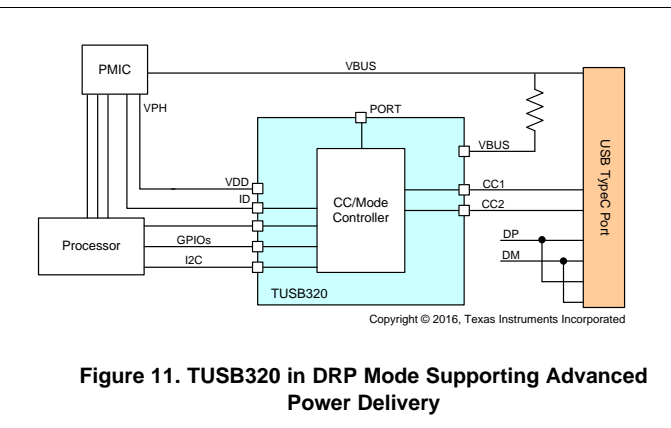 PMIC
VBUS
VPH
PORT
VBUS
VDD
CC1
ID
CC2
CC/Mode
Controller
USB TypeC Port
Processor
GPIOs
DP
I2C
DM
TUSB320
Copyright © 2016, Texas Instruments Incorporated
Figure 11. TUSB320 in DRP Mode Supporting Advanced
Power Delivery